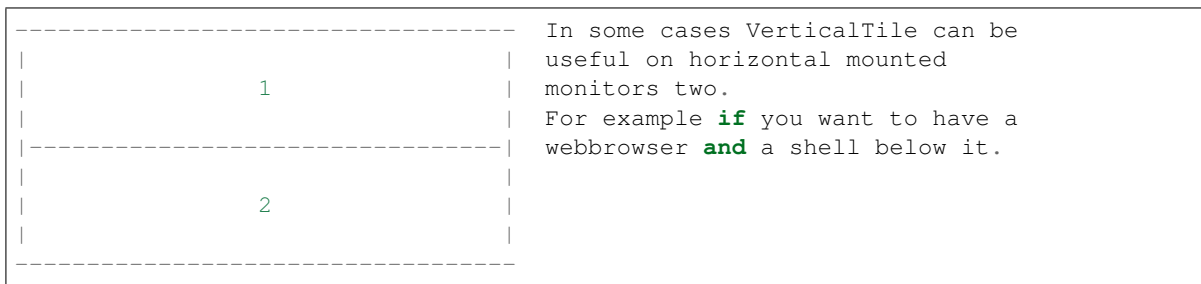 ----------------------------------- In some cases VerticalTile can be
|                                 | useful on horizontal mounted
|                1                | monitors two.
|                                 | For example if you want to have a
|---------------------------------| webbrowser and a shell below it.
|                                 |
|                2                |
|                                 |
-----------------------------------